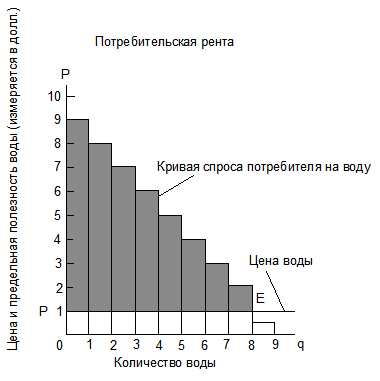 Потребительская рента
Цена и предельная полезность воды (измеряется в долл.)
P
10
9
8
7
6
5
4
3
2
P 1
Кривая спроса потребителя на воду
Цена воды
E
0 1 2 3 4 5 6 7 8 9 q
Количество воды